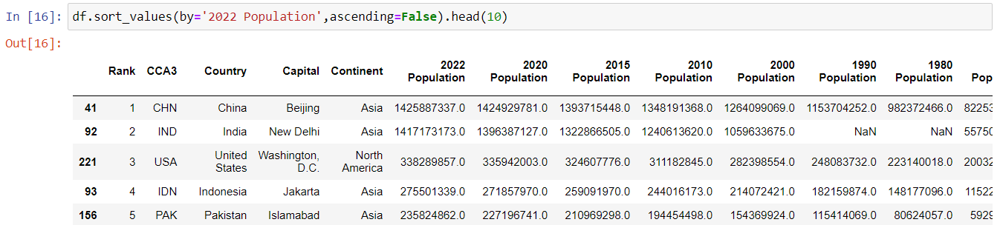 In [16]: df.sort_values(by='2022 Population',ascending=False).head(10)
Out[16]:
Rank CCA3 Country Capital Continent 2022 Population 2020 Population 2015 Population 2010 Population 2000 Population 1990 Population 1980 Population Pop
41 1 CHN China Beijing Asia 1425887337.0 1424929781.0 1393715448.0 1348191368.0 1264099069.0 1153704252.0 982372466.0 82253
92 2 IND India New Delhi Asia 1417173173.0 1396387127.0 1322866505.0 1240613620.0 1059633675.0 NaN NaN 55750
221 3 USA United States Washington, D.C. North America 338289857.0 335942003.0 324607776.0 311182845.0 282398554.0 248083732.0 223140018.0 20032
93 4 IDN Indonesia Jakarta Asia 275501339.0 271857970.0 259091970.0 244016173.0 214072421.0 182159874.0 148177096.0 11522
156 5 PAK Pakistan Islamabad Asia 235824862.0 227196741.0 210969298.0 194454498.0 154369924.0 115414069.0 80624057.0 5929